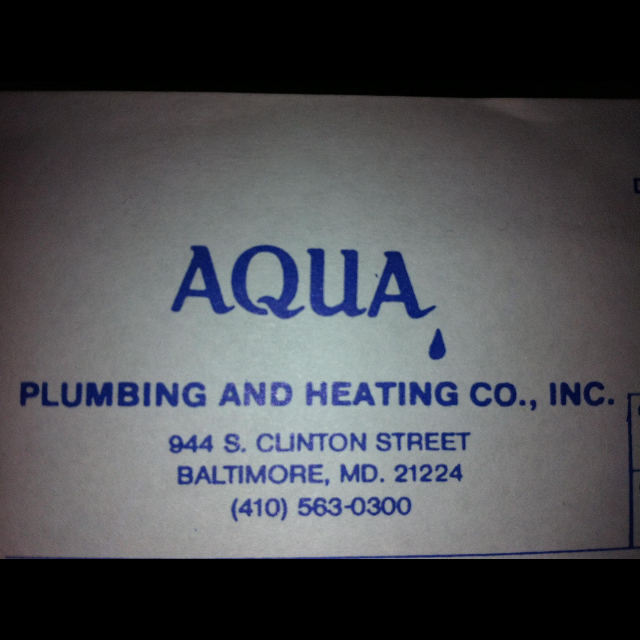 AQUA
PLUMBING AND HEATING CO., INC.
944 S. CLINTON STREET
BALTIMORE, MD. 21224
(410) 563-0300